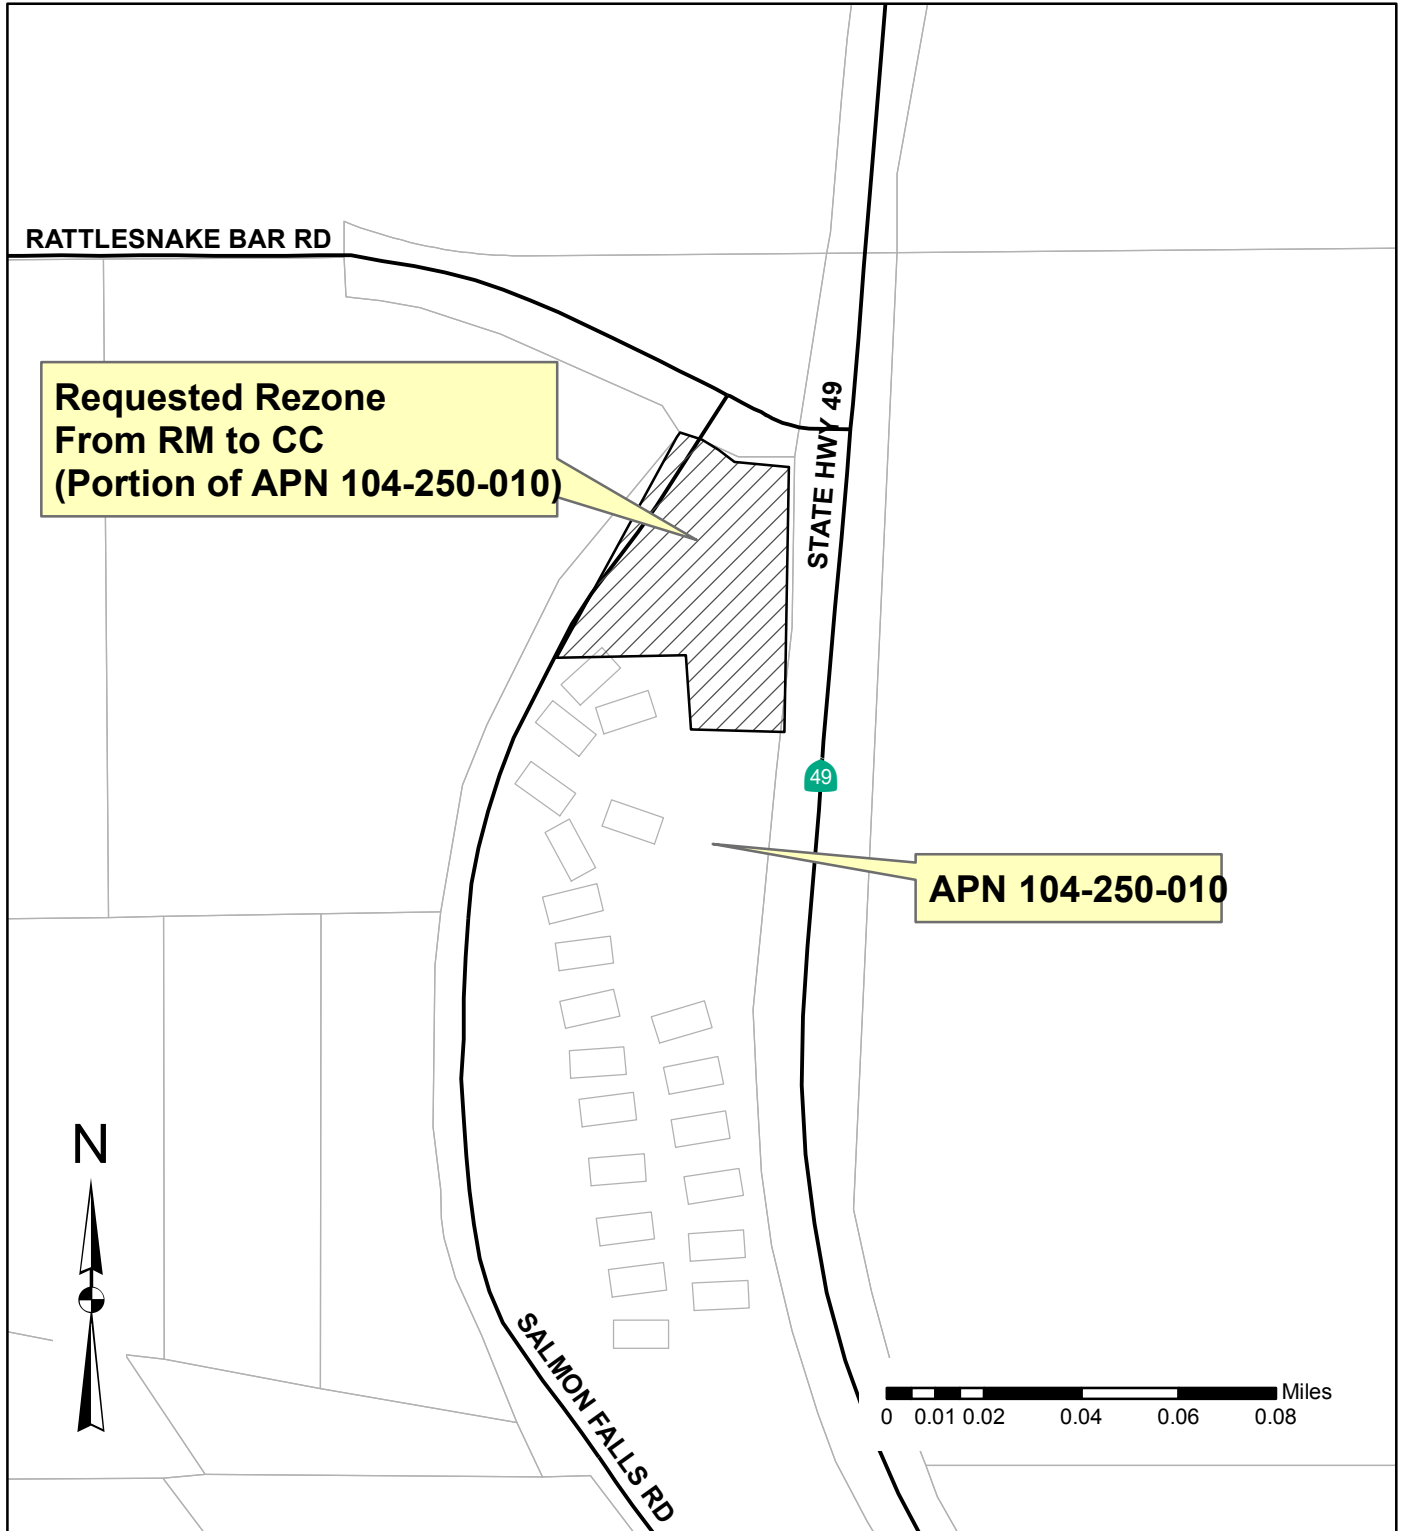 RATTLESNAKE BAR RD
Requested Rezone
From RM to CC
(Portion of APN 104-250-010)
STATE HWY 49
49
APN 104-250-010
N
SALMON FALLS RD
Miles
0 0.01 0.02 0.04 0.06 0.08